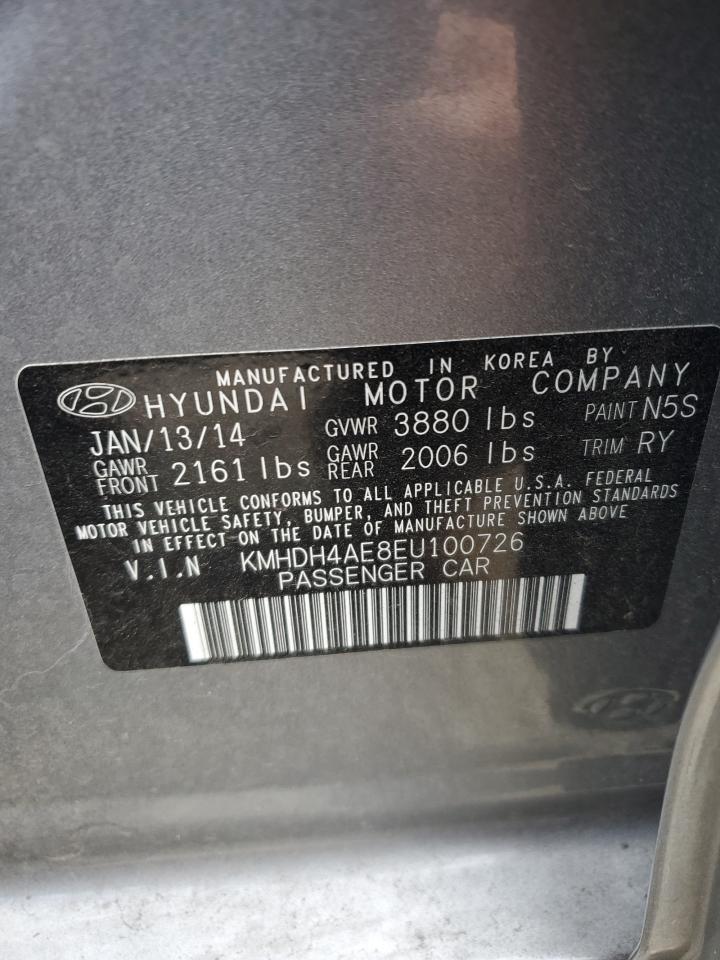 MANUFACTURED IN KOREA BY
HYUNDAI MOTOR COMPANY
JAN/13/14 GVWR 3880 lbs PAINT N5S
GAWR FRONT 2161 lbs GAWR REAR 2006 lbs TRIM RY
THIS VEHICLE CONFORMS TO ALL APPLICABLE U.S.A. FEDERAL
MOTOR VEHICLE SAFETY, BUMPER, AND THEFT PREVENTION STANDARDS
IN EFFECT ON THE DATE OF MANUFACTURE SHOWN ABOVE
V.I.N KMHDH4AE8EU100726
PASSENGER CAR